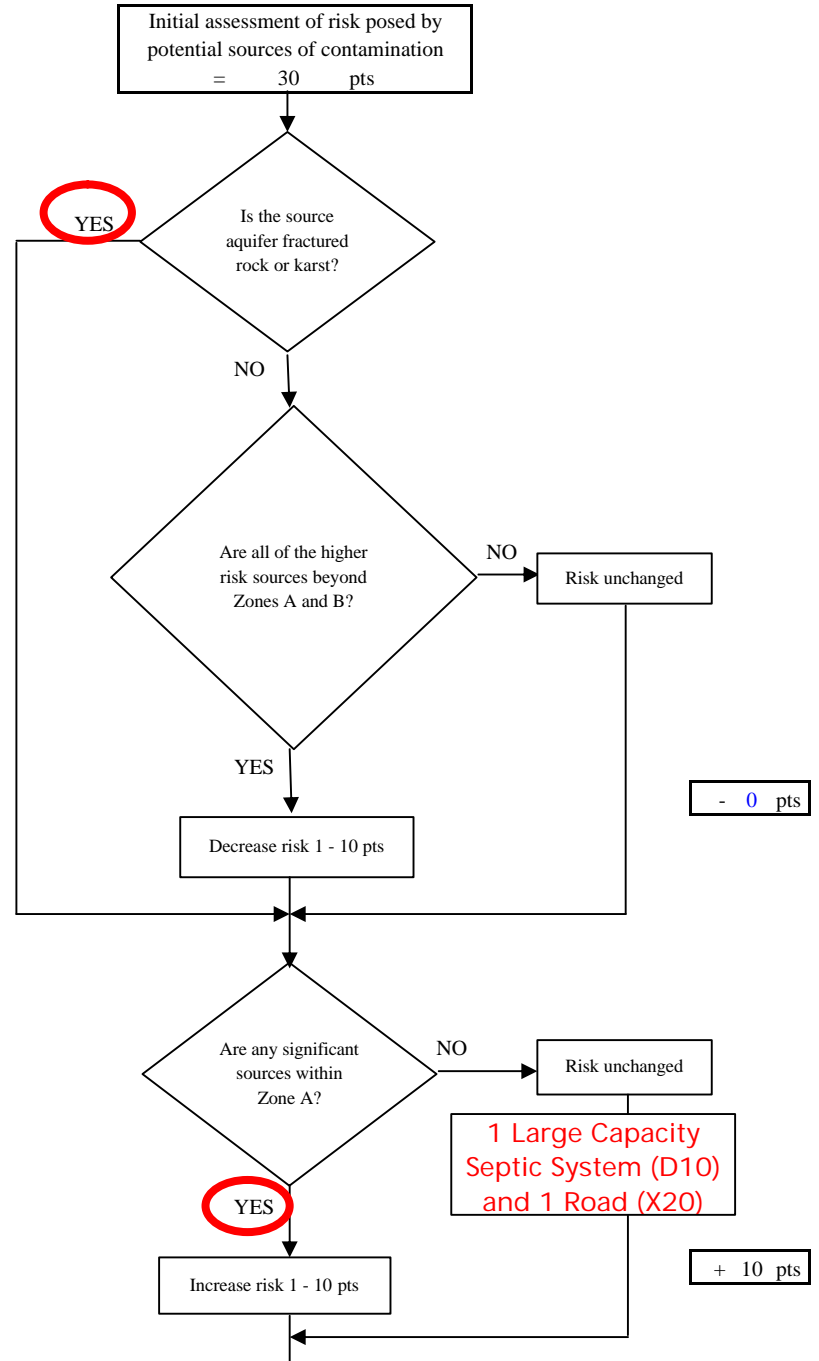 Initial assessment of risk posed by
potential sources of contamination
= 30 pts
YES
Is the source
aquifer fractured
rock or karst?
NO
Are all of the higher
risk sources beyond
Zones A and B?
NO
Risk unchanged
YES
- 0 pts
Decrease risk 1 - 10 pts
Are any significant
sources within
Zone A?
NO
Risk unchanged
1 Large Capacity
Septic System (D10)
and 1 Road (X20)
YES
+ 10 pts
Increase risk 1 - 10 pts